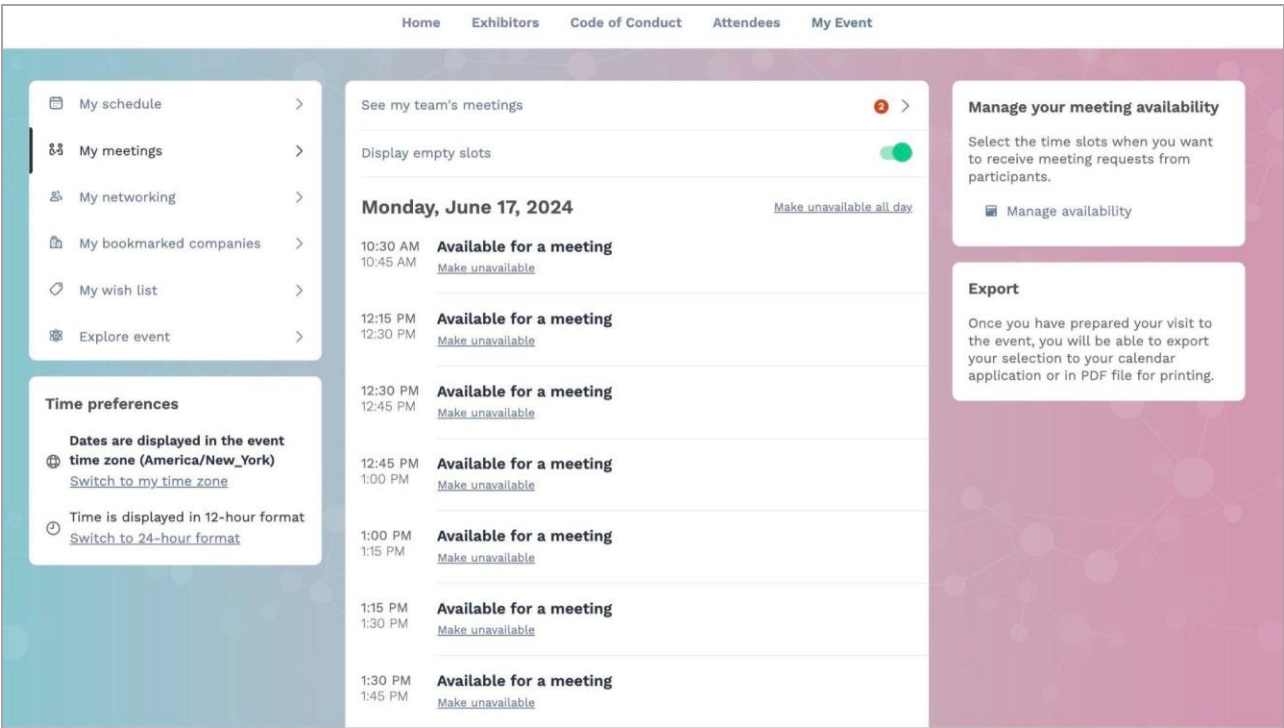 Home Exhibitors Code of Conduct Attendees My Event
My schedule
My meetings
My networking
My bookmarked companies
My wish list
Explore event
Time preferences
Dates are displayed in the event
time zone (America/New_York)
Switch to my time zone
Time is displayed in 12-hour format
Switch to 24-hour format
See my team's meetings 2
Display empty slots
Monday, June 17, 2024 Make unavailable all day
10:30 AM Available for a meeting
10:45 AM Make unavailable
12:15 PM Available for a meeting
12:30 PM Make unavailable
12:30 PM Available for a meeting
12:45 PM Make unavailable
12:45 PM Available for a meeting
1:00 PM Make unavailable
1:00 PM Available for a meeting
1:15 PM Make unavailable
1:15 PM Available for a meeting
1:30 PM Make unavailable
1:30 PM Available for a meeting
1:45 PM Make unavailable
Manage your meeting availability
Select the time slots when you want
to receive meeting requests from
participants.
Manage availability
Export
Once you have prepared your visit to
the event, you will be able to export
your selection to your calendar
application or in PDF file for printing.